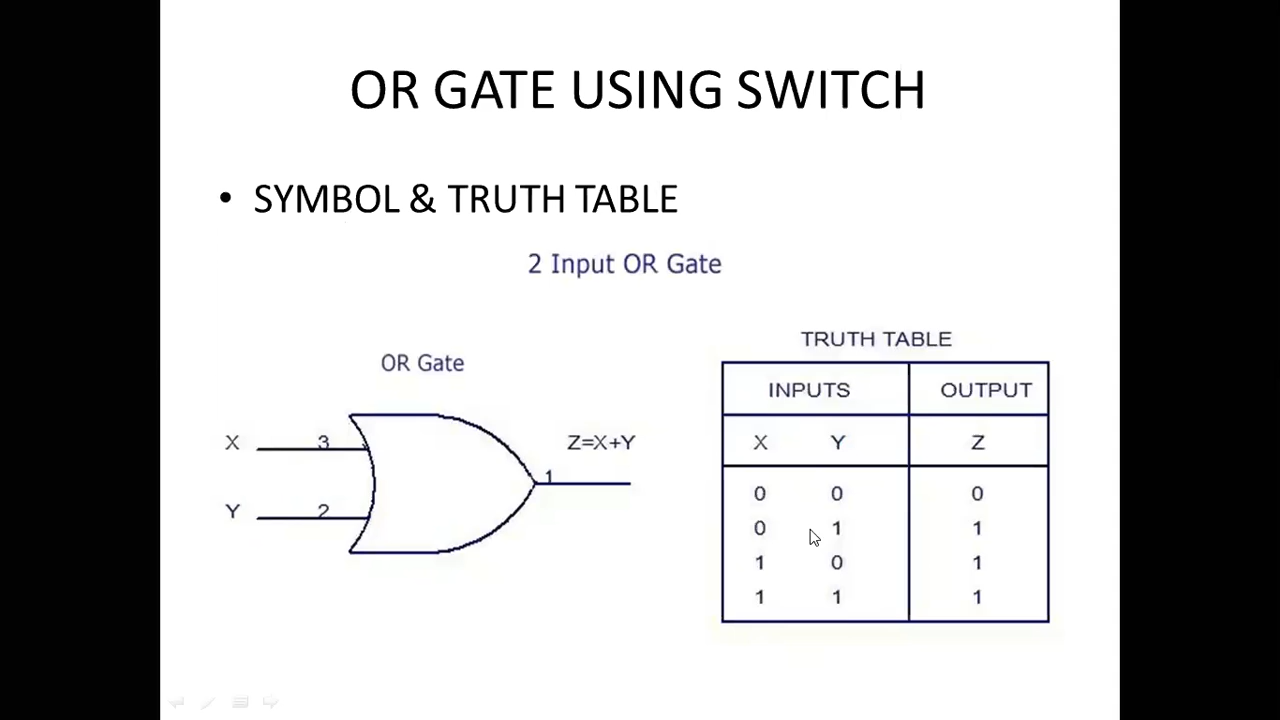 OR GATE USING SWITCH
• SYMBOL & TRUTH TABLE
2 Input OR Gate
OR Gate
X 3
Z=X+Y
1
Y 2
TRUTH TABLE
INPUTS OUTPUT
X Y Z
0 0 0
0 1 1
1 0 1
1 1 1